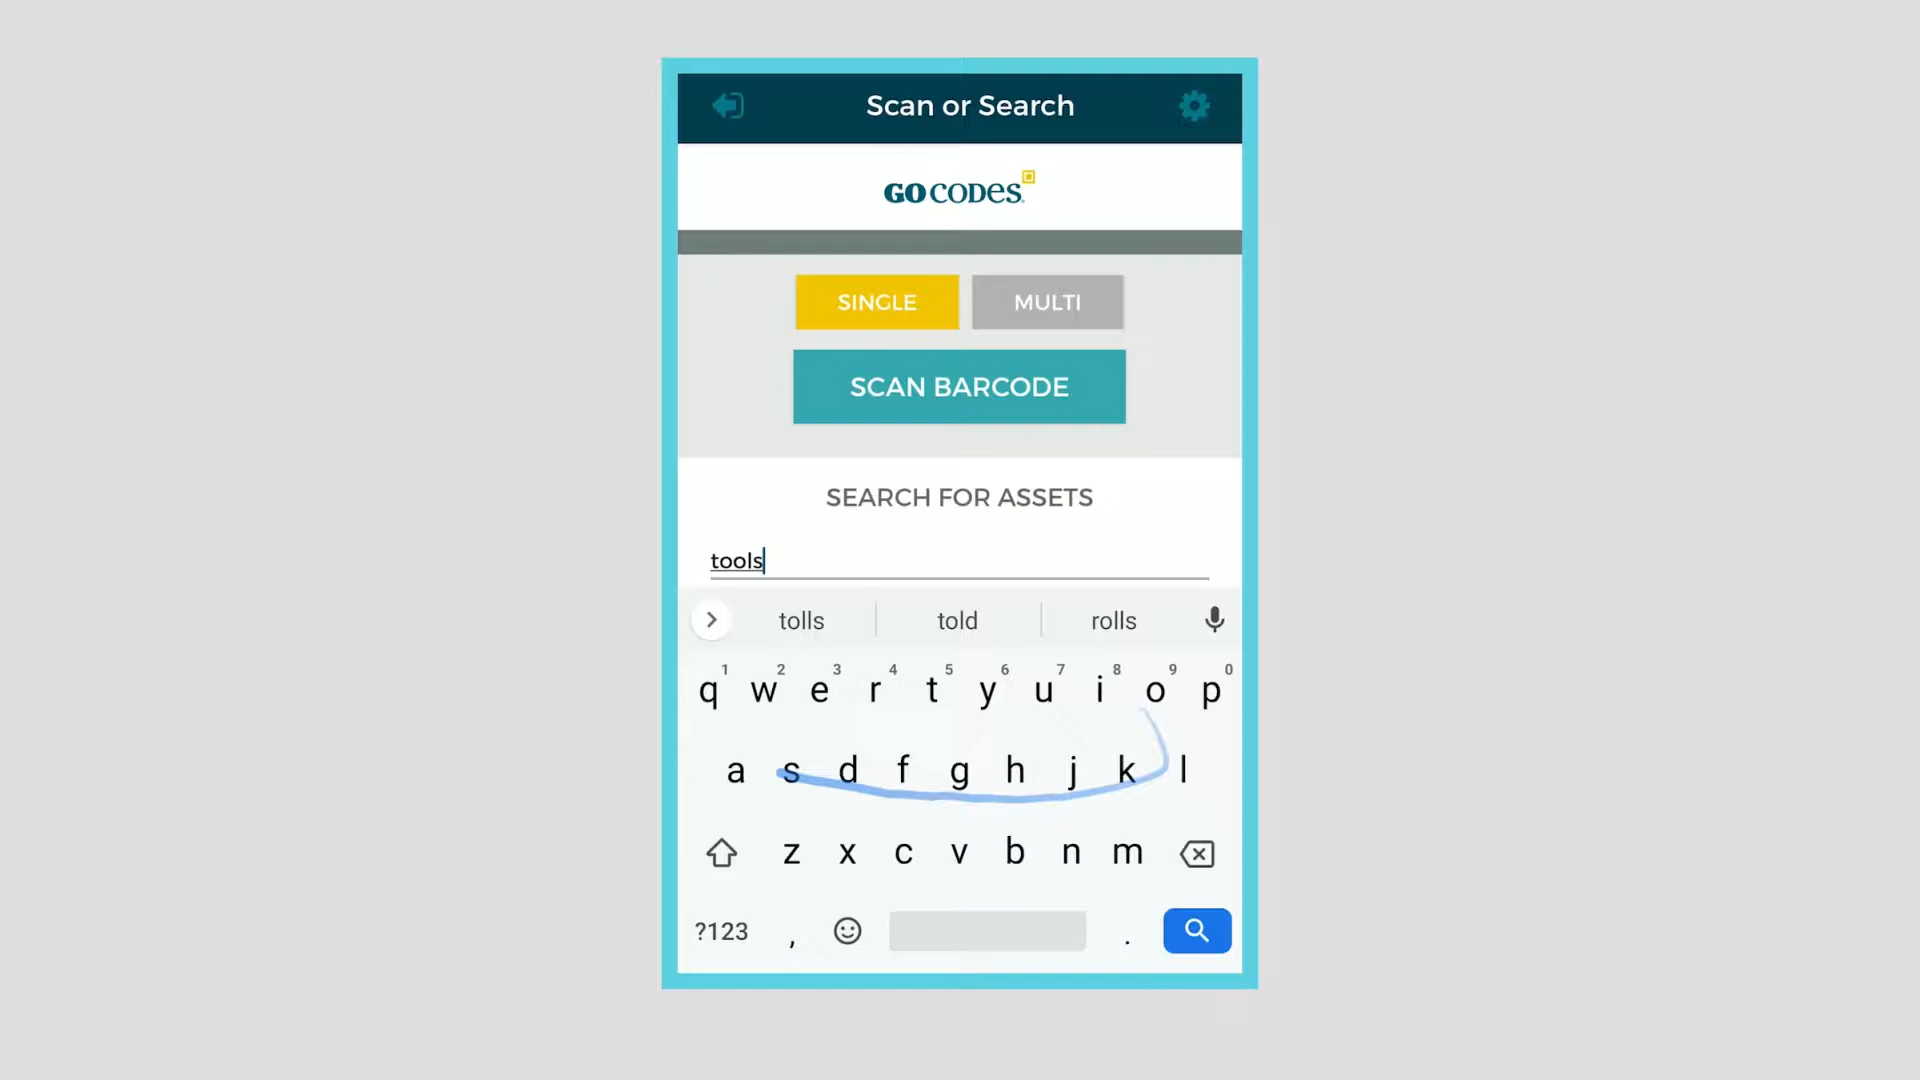 Scan or Search
GO CODES
SINGLE MULTI
SCAN BARCODE
SEARCH FOR ASSETS
tools
tolls told rolls
1 2 3 4 5 6 7 8 9 0
q w e r t y u i o p
a s d f g h j k l
z x c v b n m
?123 , .